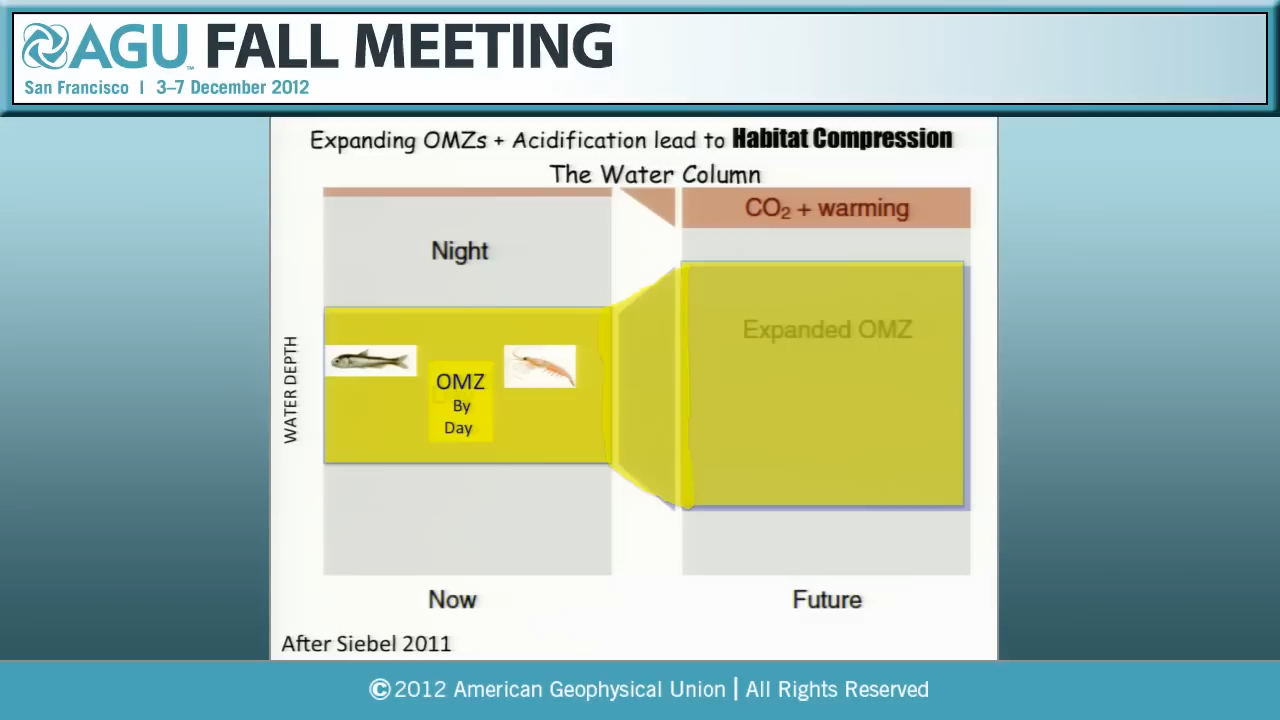 AGU FALL MEETING
San Francisco | 3–7 December 2012
Expanding OMZs + Acidification lead to Habitat Compression
The Water Column
CO₂ + warming
Night
Expanded OMZ
WATER DEPTH
OMZ
By
Day
Now
Future
After Siebel 2011
©2012 American Geophysical Union | All Rights Reserved